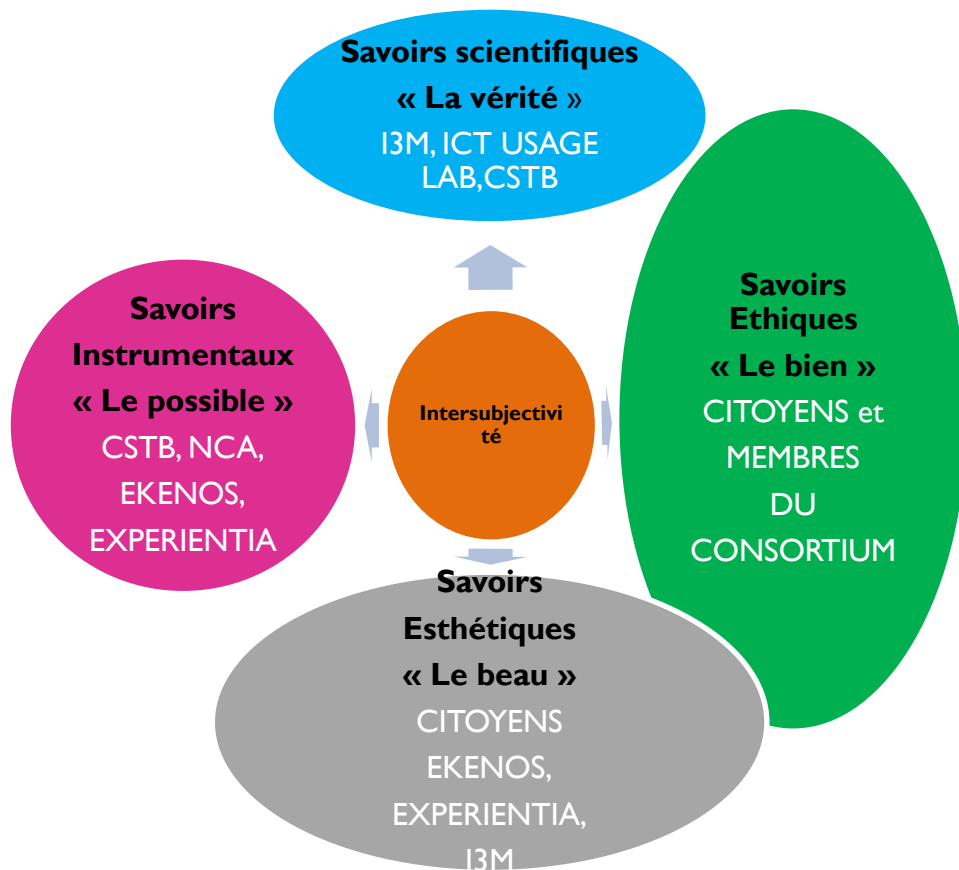 Savoirs scientifiques
« La vérité »
I3M, ICT USAGE
LAB,CSTB
Savoirs
Instrumentaux
« Le possible »
CSTB, NCA,
EKENOS,
EXPERIENTIA
Intersubjectivi
té
Savoirs
Ethiques
« Le bien »
CITOYENS et
MEMBRES
DU
CONSORTIUM
Savoirs
Esthétiques
« Le beau »
CITOYENS
EKENOS,
EXPERIENTIA,
I3M